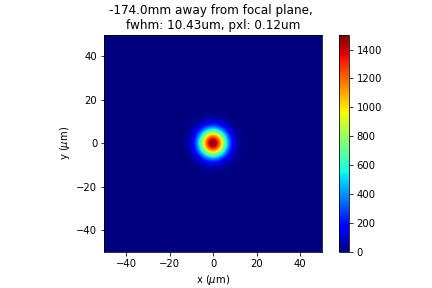 -174.0mm away from focal plane,
fwhm: 10.43um, pxl: 0.12um
40
20
0
−20
−40
y (μm)
−40 −20 0 20 40
x (μm)
1400
1200
1000
800
600
400
200
0